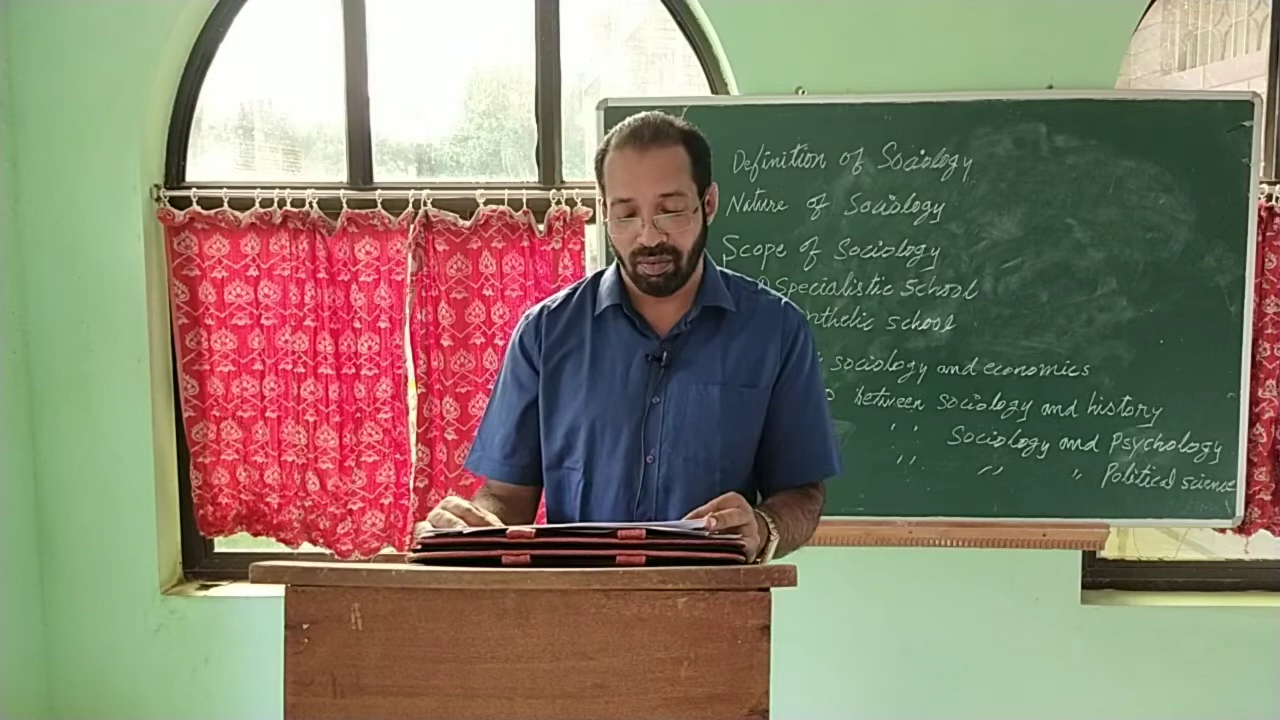 Definition of Sociology
Nature of Sociology
Scope of Sociology
① Specialistic School
nthelic school
sociology and economics
between sociology and history
" Sociology and Psychology
" " " Political science